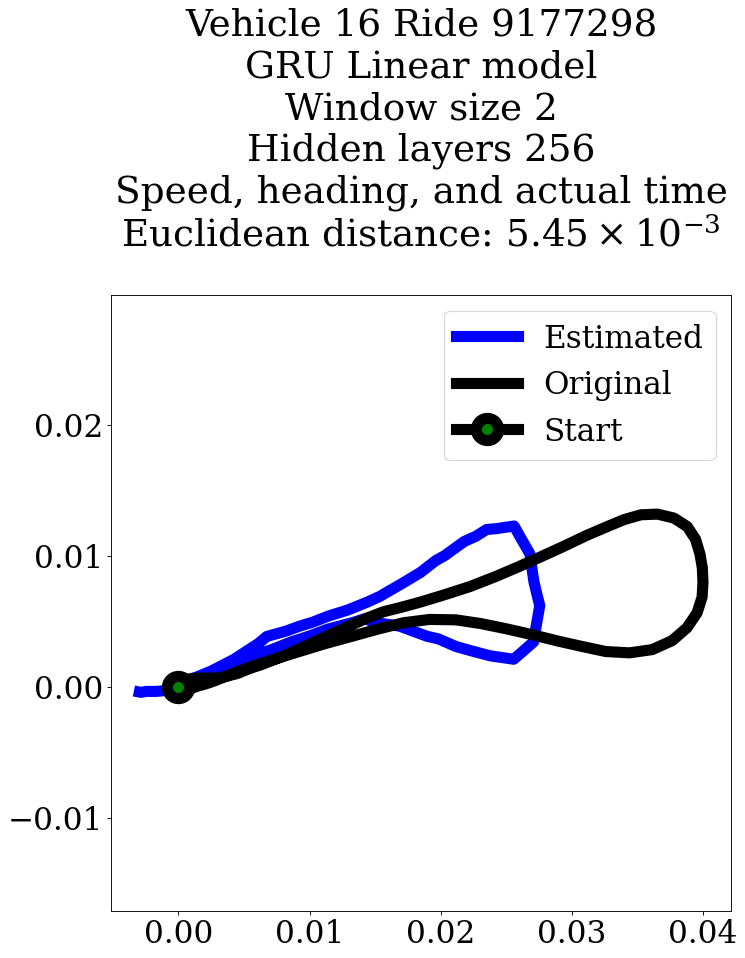 Vehicle 16 Ride 9177298
GRU Linear model
Window size 2
Hidden layers 256
Speed, heading, and actual time
Euclidean distance: 5.45 × 10⁻³
Estimated
Original
Start
0.02
0.01
0.00
−0.01
0.00 0.01 0.02 0.03 0.04